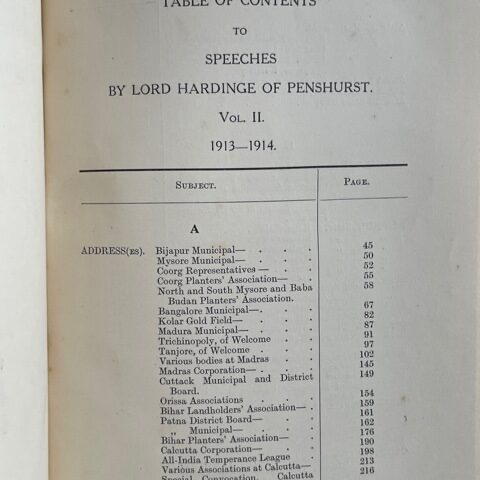 TABLE OF CONTENTS
TO
SPEECHES
BY LORD HARDINGE OF PENSHURST.
VOL. II.
1913—1914.
SUBJECT. PAGE.
A
ADDRESS(ES). Bijapur Municipal— . . . 45
Mysore Municipal— . . . 50
Coorg Representatives — . . 52
Coorg Planters' Association— . . 55
North and South Mysore and Baba 58
Budan Planters' Association.
Bangalore Municipal—. . . 67
Kolar Gold Field— . . . 82
Madura Municipal— . . . 87
Trichinopoly, of Welcome . . 91
Tanjore, of Welcome . . . 97
Various bodies at Madras . . 102
Madras Corporation— . . . 145
Cuttack Municipal and District 149
Board.
Orissa Associations . . . 154
Bihar Landholders' Association— . 159
Patna District Board— . . 161
„ Municipal— . . . 162
Bihar Planters' Association— . 176
Calcutta Corporation— . . 190
All-India Temperance League . 198
Various Associations at Calcutta— 213
Special Convocation, Calcutta 216